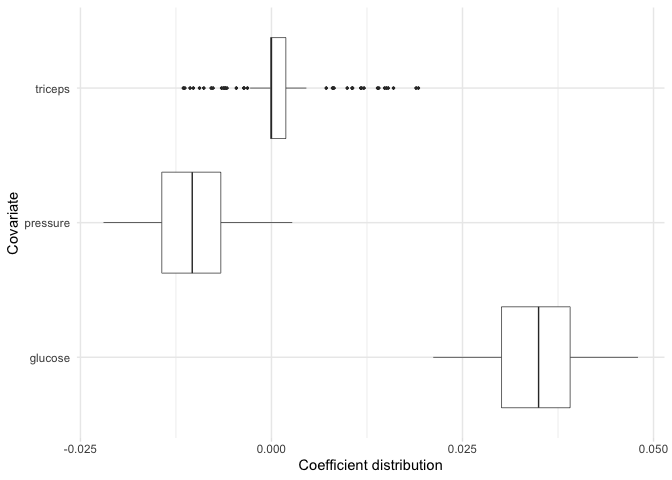 triceps
pressure
glucose
Covariate
-0.025
0.000
0.025
0.050
Coefficient distribution